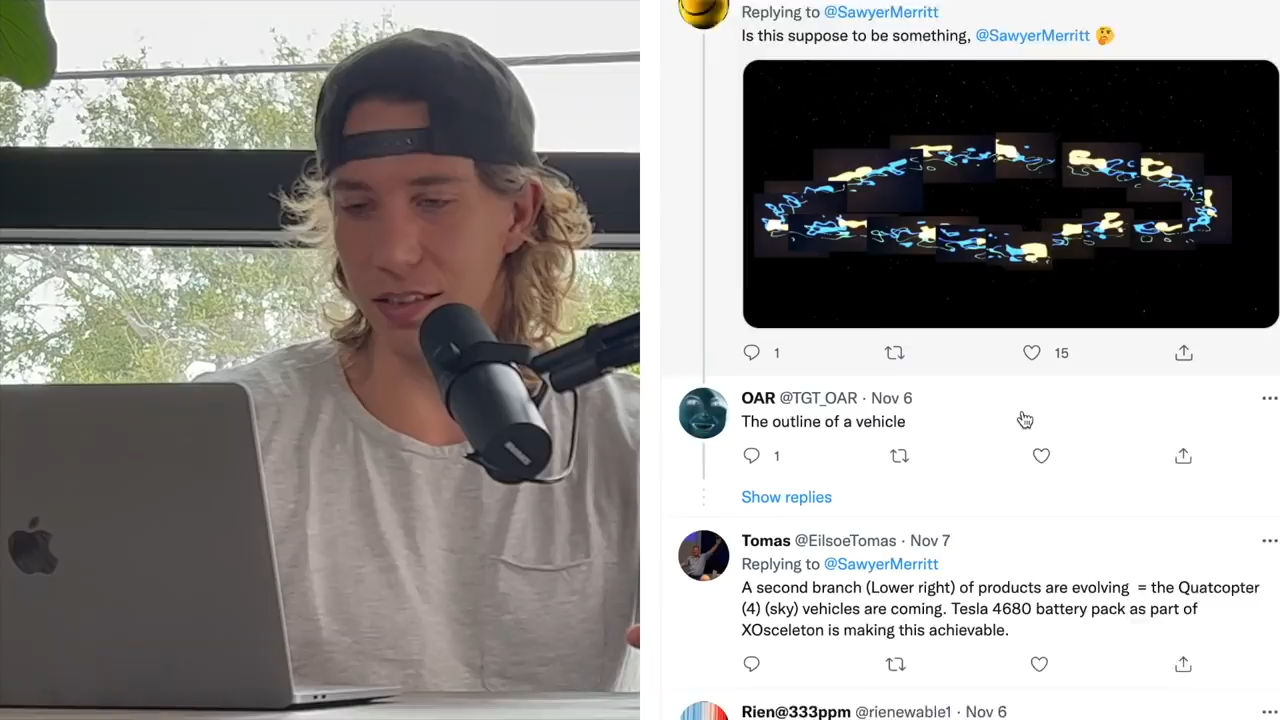 Replying to @SawyerMerritt
Is this suppose to be something, @SawyerMerritt 🤔
1
15
OAR @TGT_OAR · Nov 6
The outline of a vehicle
1
Show replies
Tomas @EilsoeTomas · Nov 7
Replying to @SawyerMerritt
A second branch (Lower right) of products are evolving = the Quatcopter
(4) (sky) vehicles are coming. Tesla 4680 battery pack as part of
XOsceleton is making this achievable.
Rien@333ppm @rienewable1 · Nov 6